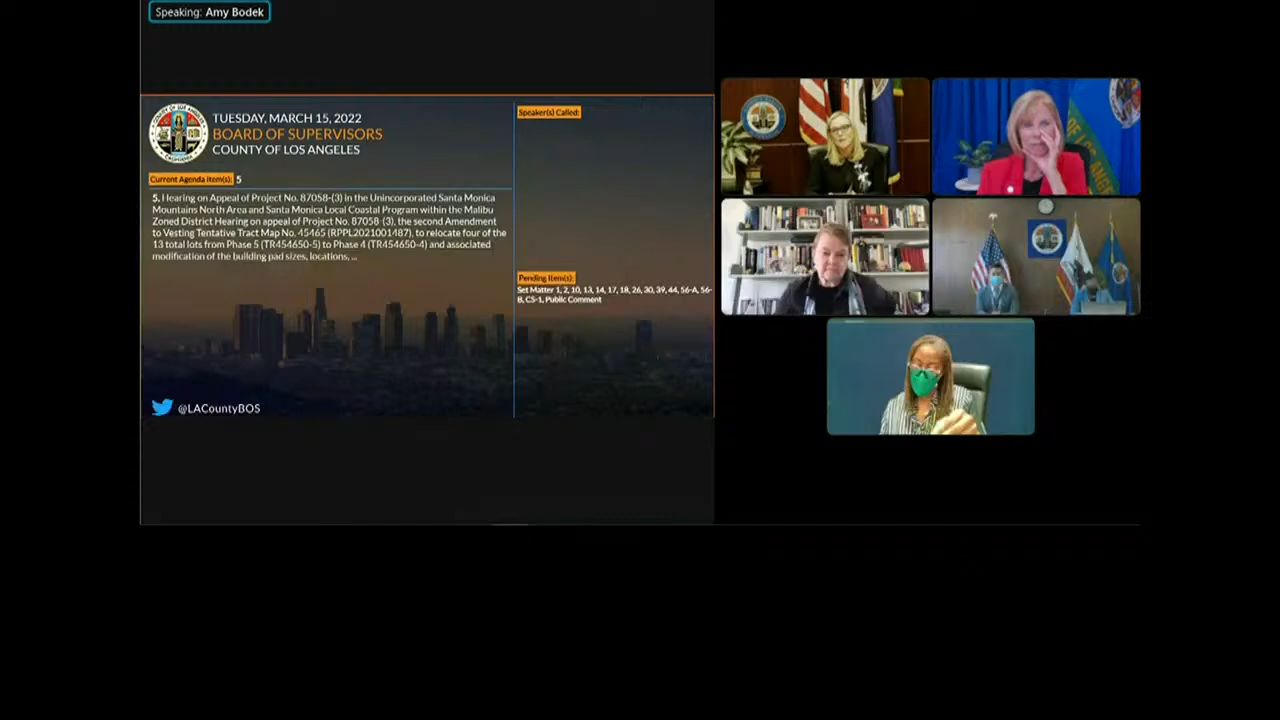 Speaking: Amy Bodek
TUESDAY, MARCH 15, 2022
BOARD OF SUPERVISORS
COUNTY OF LOS ANGELES
Current Agenda Item(s): 5
5. Hearing on Appeal of Project No. 87058-(3) in the Unincorporated Santa Monica
Mountains North Area and Santa Monica Local Coastal Program within the Malibu
Zoned District Hearing on appeal of Project No. 87058-(3), the second Amendment
to Vesting Tentative Tract Map No. 45465 (RPPL2021001487), to relocate four of the
13 total lots from Phase 5 (TR454650-5) to Phase 4 (TR454650-4) and associated
modification of the building pad sizes, locations, ...
@LACountyBOS
Speaker(s) Called:
Pending Item(s):
Set Matter 1, 2, 10, 13, 14, 17, 18, 26, 30, 39, 44, 56-A, 56-
B, CS-1, Public Comment